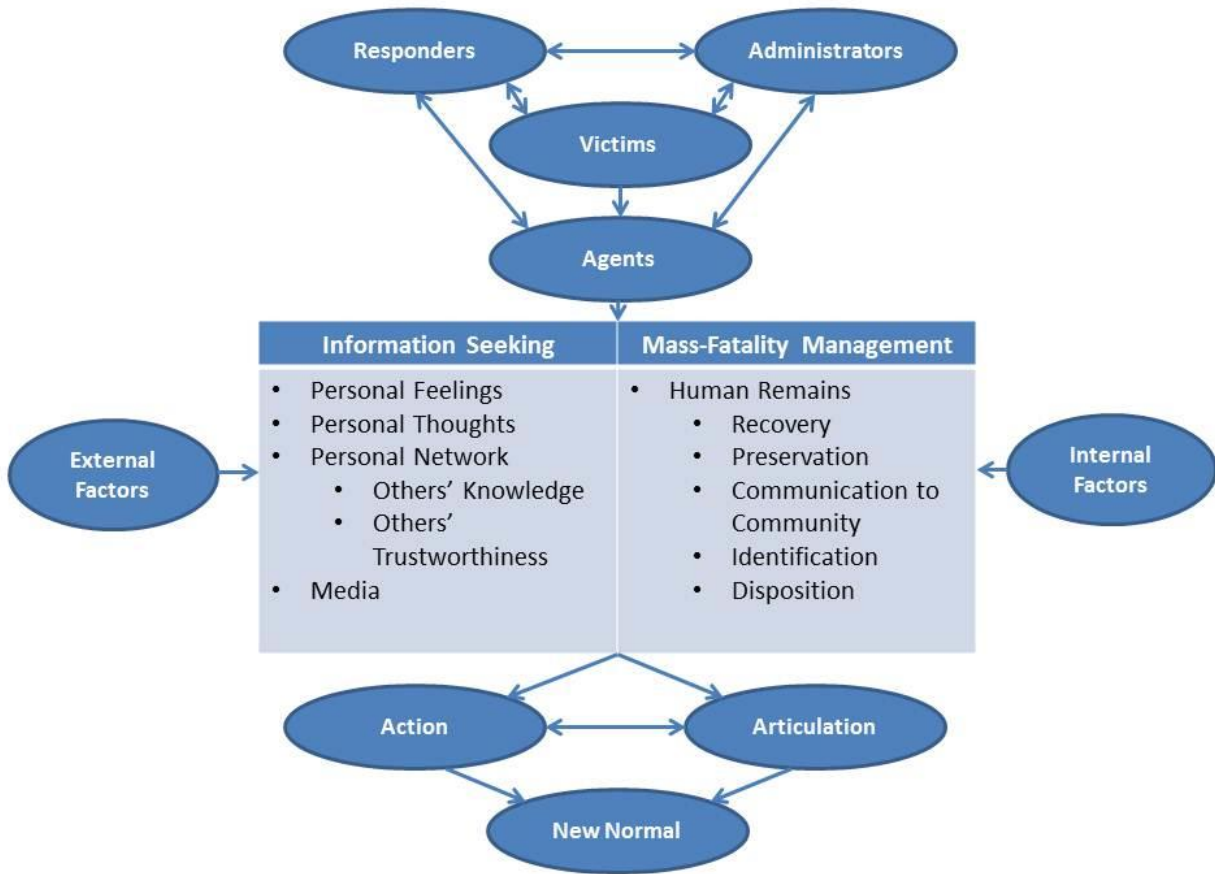 Responders
Administrators
Victims
Agents
Information Seeking
Mass-Fatality Management
• Personal Feelings
• Personal Thoughts
• Personal Network
• Others’ Knowledge
• Others’
Trustworthiness
• Media
• Human Remains
• Recovery
• Preservation
• Communication to
Community
• Identification
• Disposition
External
Factors
Internal
Factors
Action
Articulation
New Normal